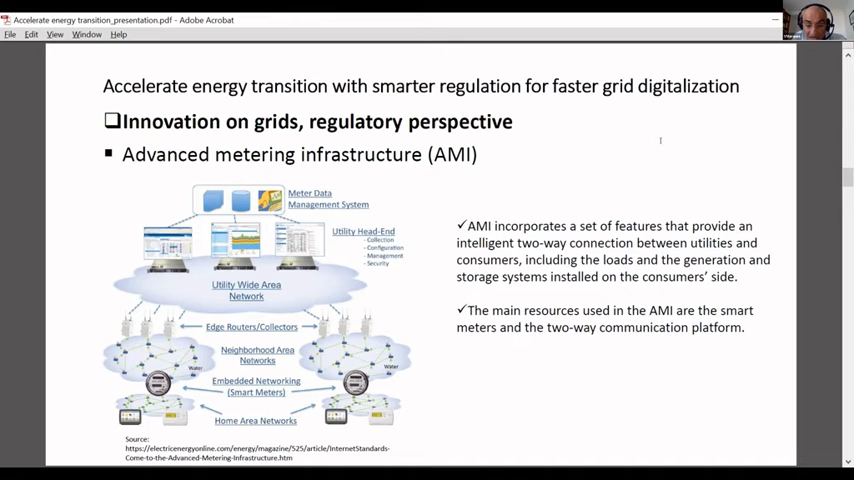 Accelerate energy transition_presentation.pdf - Adobe Acrobat
File Edit View Window Help
Accelerate energy transition with smarter regulation for faster grid digitalization
Innovation on grids, regulatory perspective
Advanced metering infrastructure (AMI)
Meter Data
Management System
Utility Head-End
- Collection
- Configuration
- Management
- Security
Utility Wide Area
Network
Edge Routers/Collectors
Neighborhood Area
Networks
Water
Water
Embedded Networking
(Smart Meters)
Home Area Networks
Source:
https://electricenergyonline.com/energy/magazine/525/article/InternetStandards-
Come-to-the-Advanced-Metering-Infrastructure.htm
AMI incorporates a set of features that provide an
intelligent two-way connection between utilities and
consumers, including the loads and the generation and
storage systems installed on the consumers' side.
The main resources used in the AMI are the smart
meters and the two-way communication platform.